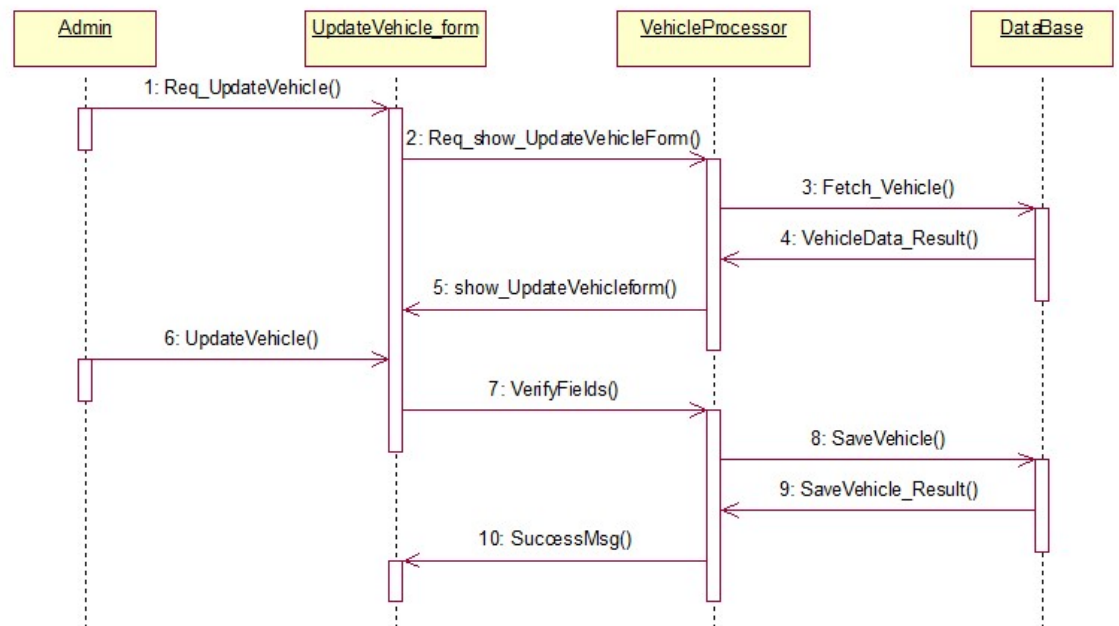 Admin
UpdateVehicle_form
VehicleProcessor
DataBase
1: Req_UpdateVehicle()
2: Req_show_UpdateVehicleForm()
3: Fetch_Vehicle()
4: VehicleData_Result()
5: show_UpdateVehicleform()
6: UpdateVehicle()
7: VerifyFields()
8: SaveVehicle()
9: SaveVehicle_Result()
10: SuccessMsg()